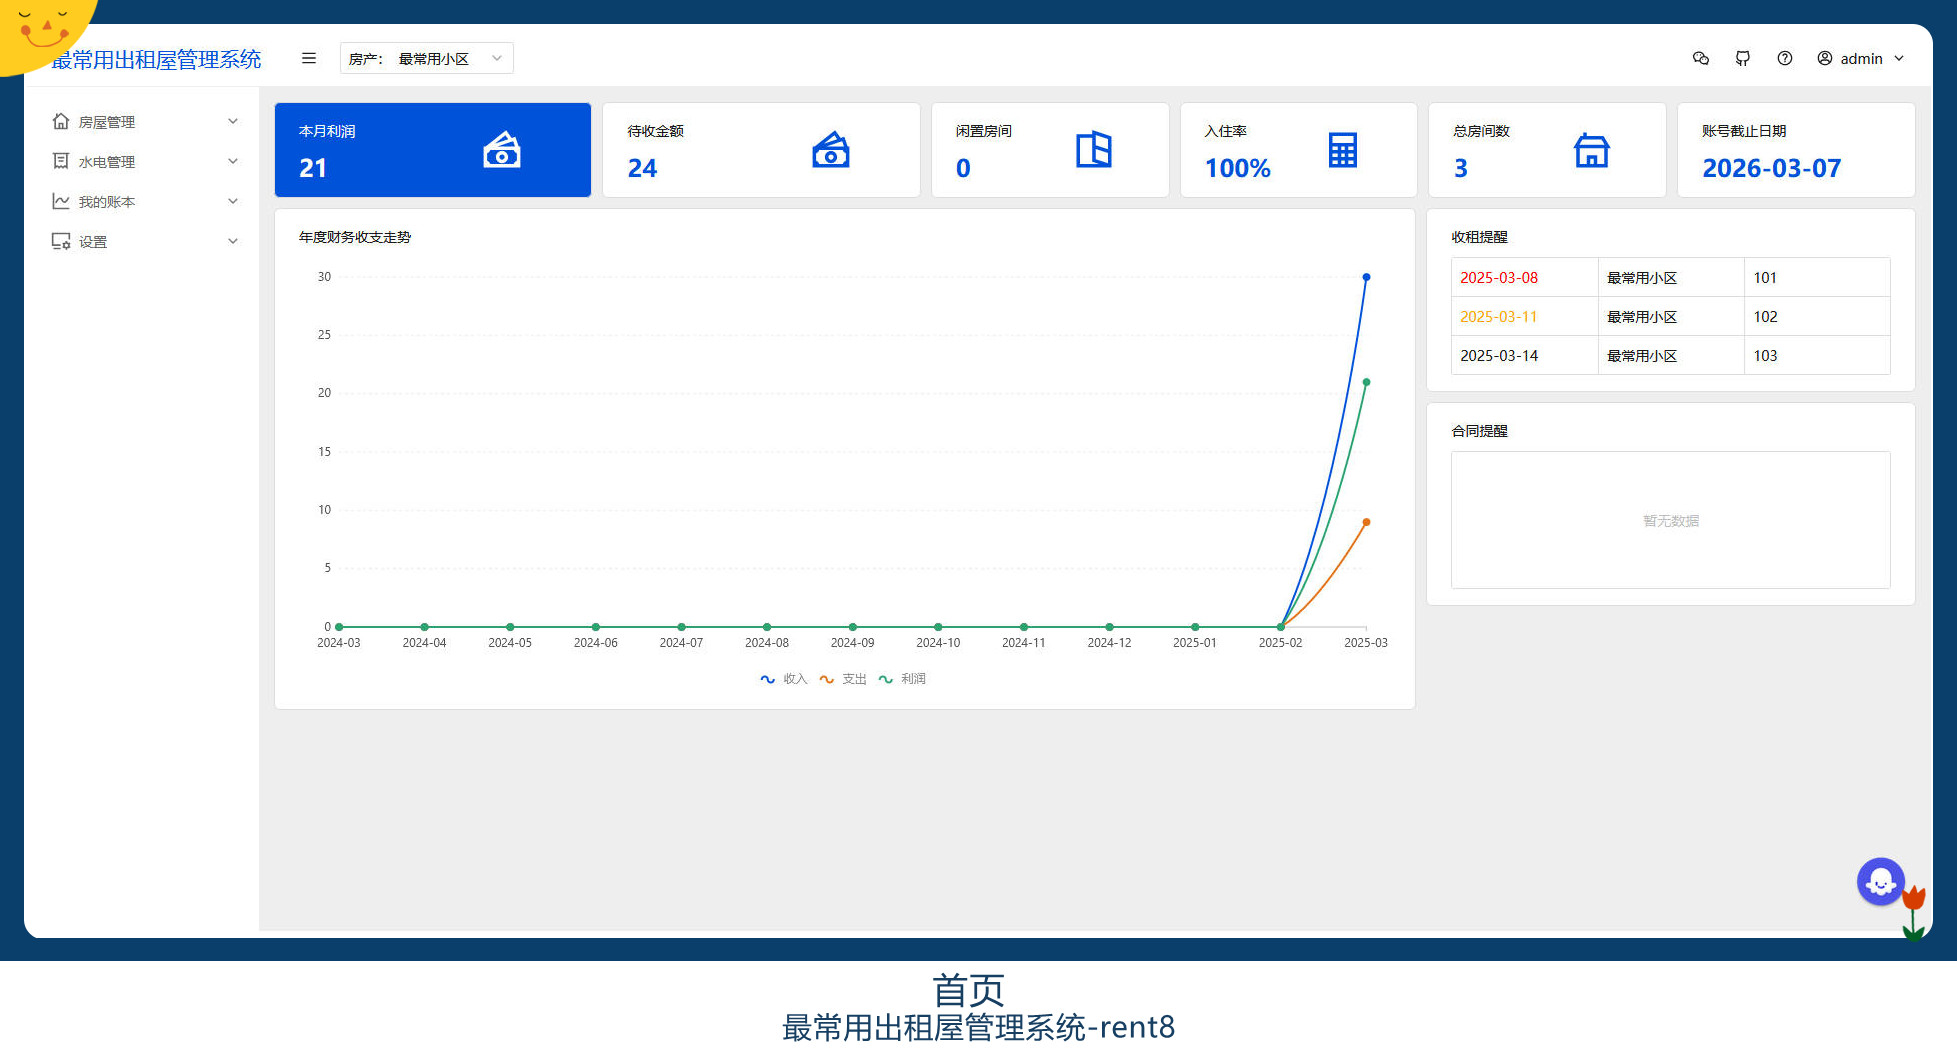 最常用出租屋管理系统
房产： 最常用小区
admin
房屋管理
水电管理
我的账本
设置
本月利润
21
待收金额
24
闲置房间
0
入住率
100%
总房间数
3
账号截止日期
2026-03-07
年度财务收支走势
30
25
20
15
10
5
0
2024-03 2024-04 2024-05 2024-06 2024-07 2024-08 2024-09 2024-10 2024-11 2024-12 2025-01 2025-02 2025-03
收入 支出 利润
收租提醒
2025-03-08 最常用小区 101
2025-03-11 最常用小区 102
2025-03-14 最常用小区 103
合同提醒
暂无数据
首页
最常用出租屋管理系统-rent8